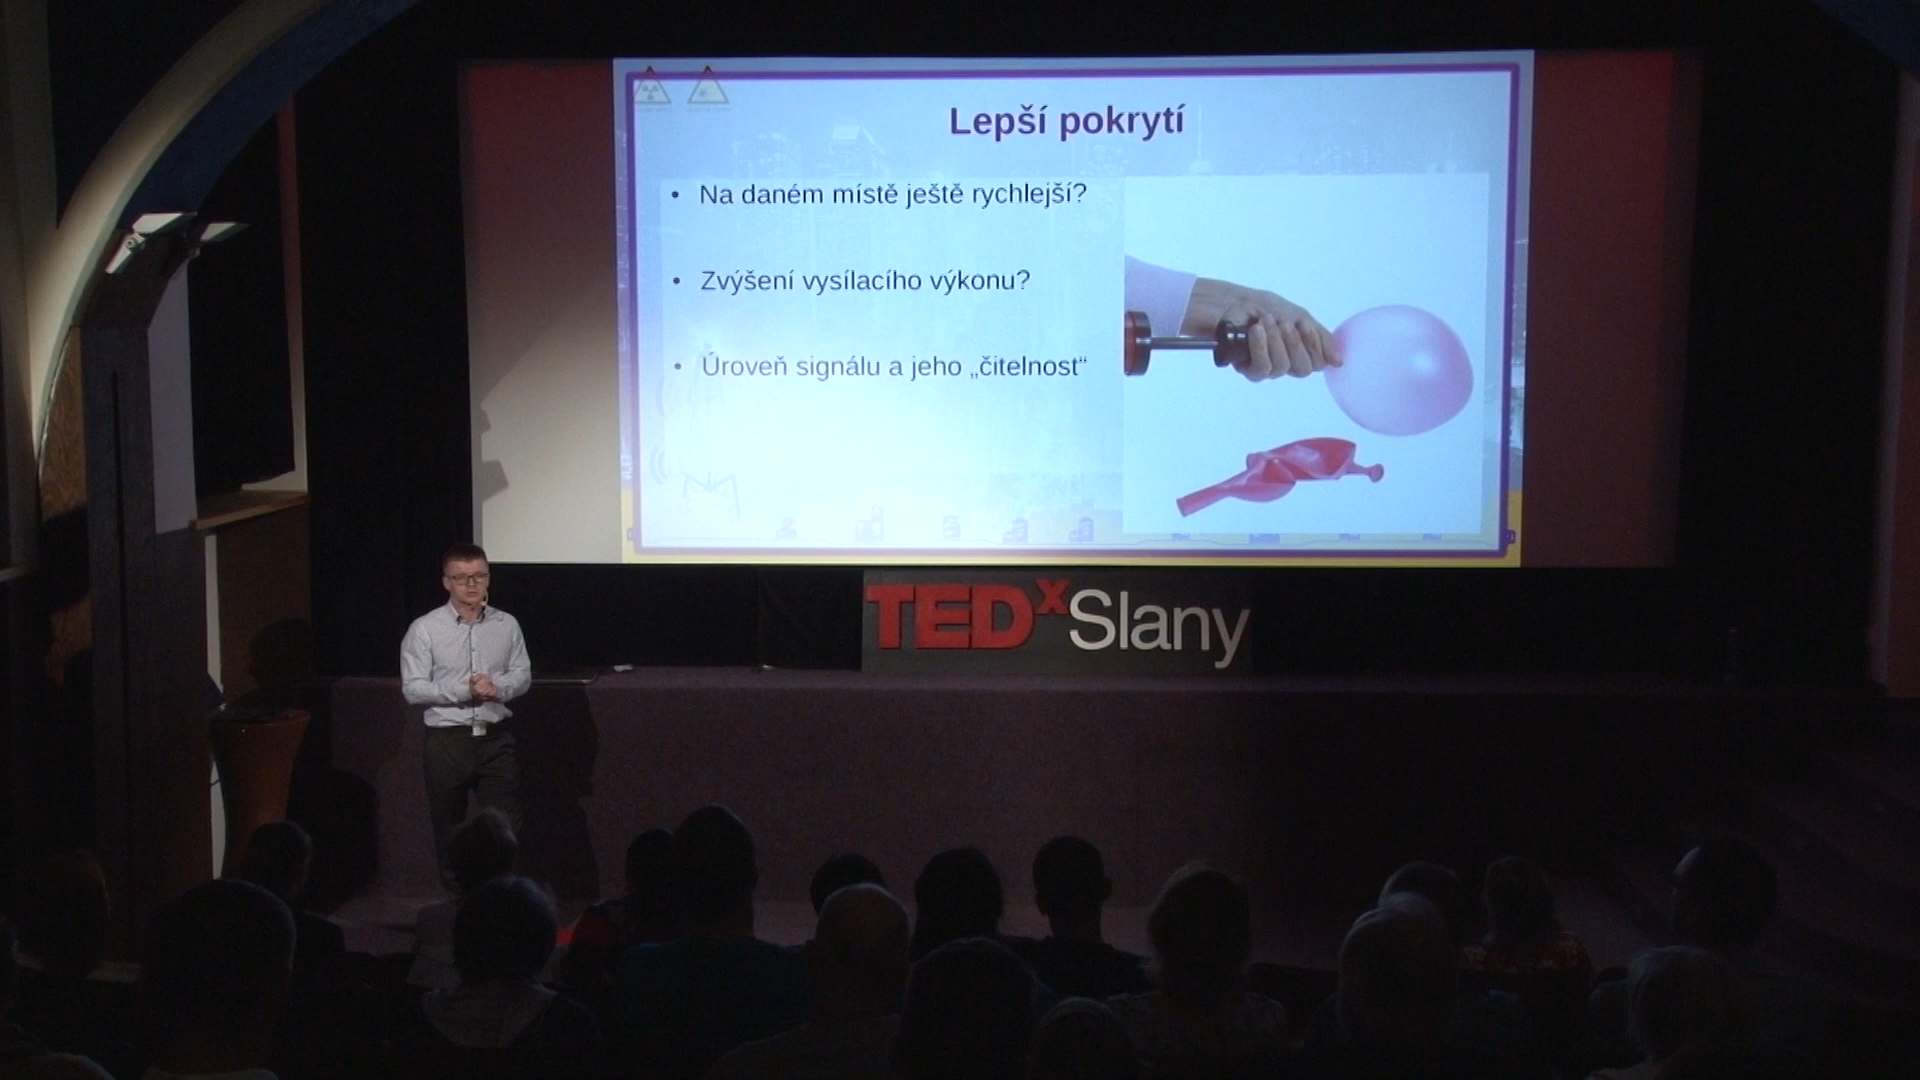 Lepší pokrytí
• Na daném místě ještě rychlejší?
• Zvýšení vysílacího výkonu?
• Úroveň signálu a jeho „čitelnost“
TEDxSlany